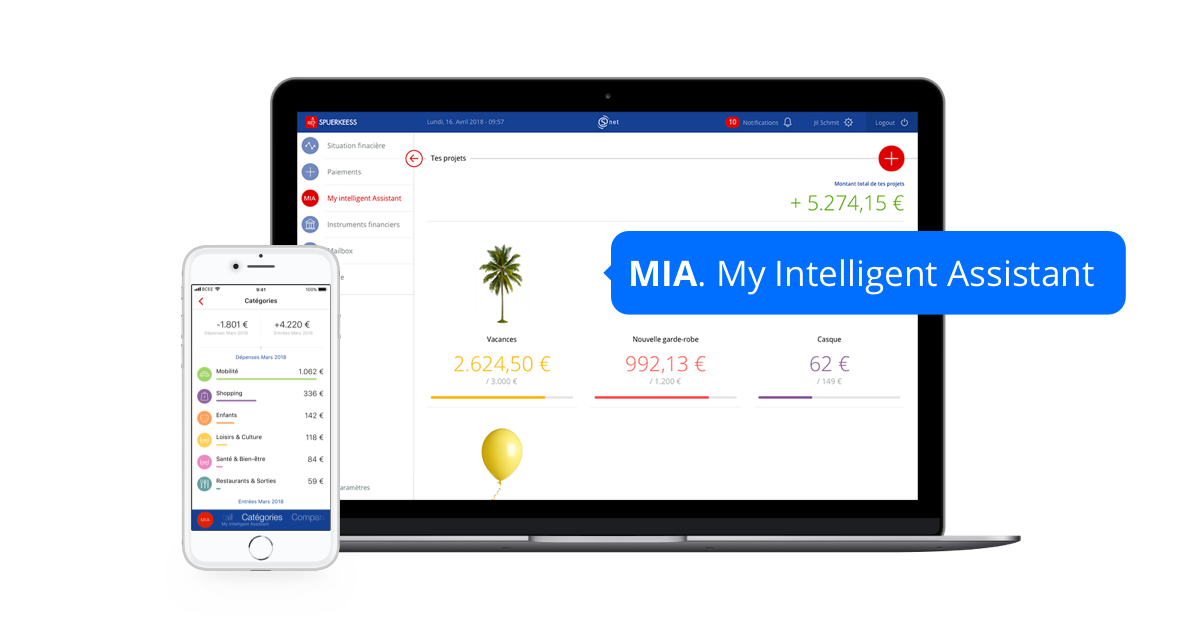 SPUERKEESS
Lundi, 16. Avril 2018 - 09:57
S net
10 Notifications
Jil Schmit
Logout
Situation finacière
Paiements
MIA My intelligent Assistant
Instruments financiers
Mailbox
e
aramètres
Tes projets
Montant total de tes projets
+ 5.274,15 €
MIA. My Intelligent Assistant
Vacances
2.624,50 €
/ 3.000 €
Nouvelle garde-robe
992,13 €
/ 1.200 €
Casque
62 €
/ 149 €
BCEE 9:41 100%
Catégories
-1.801 € +4.220 €
Dépenses Mars 2018 Entrées Mars 2018
Dépenses Mars 2018
Mobilité 1.062 €
Shopping 336 €
Enfants 142 €
Loisirs & Culture 118 €
Santé & Bien-être 84 €
Restaurants & Sorties 59 €
Entrées Mars 2018
MIA Catégories Compar
My Intelligent Assistant